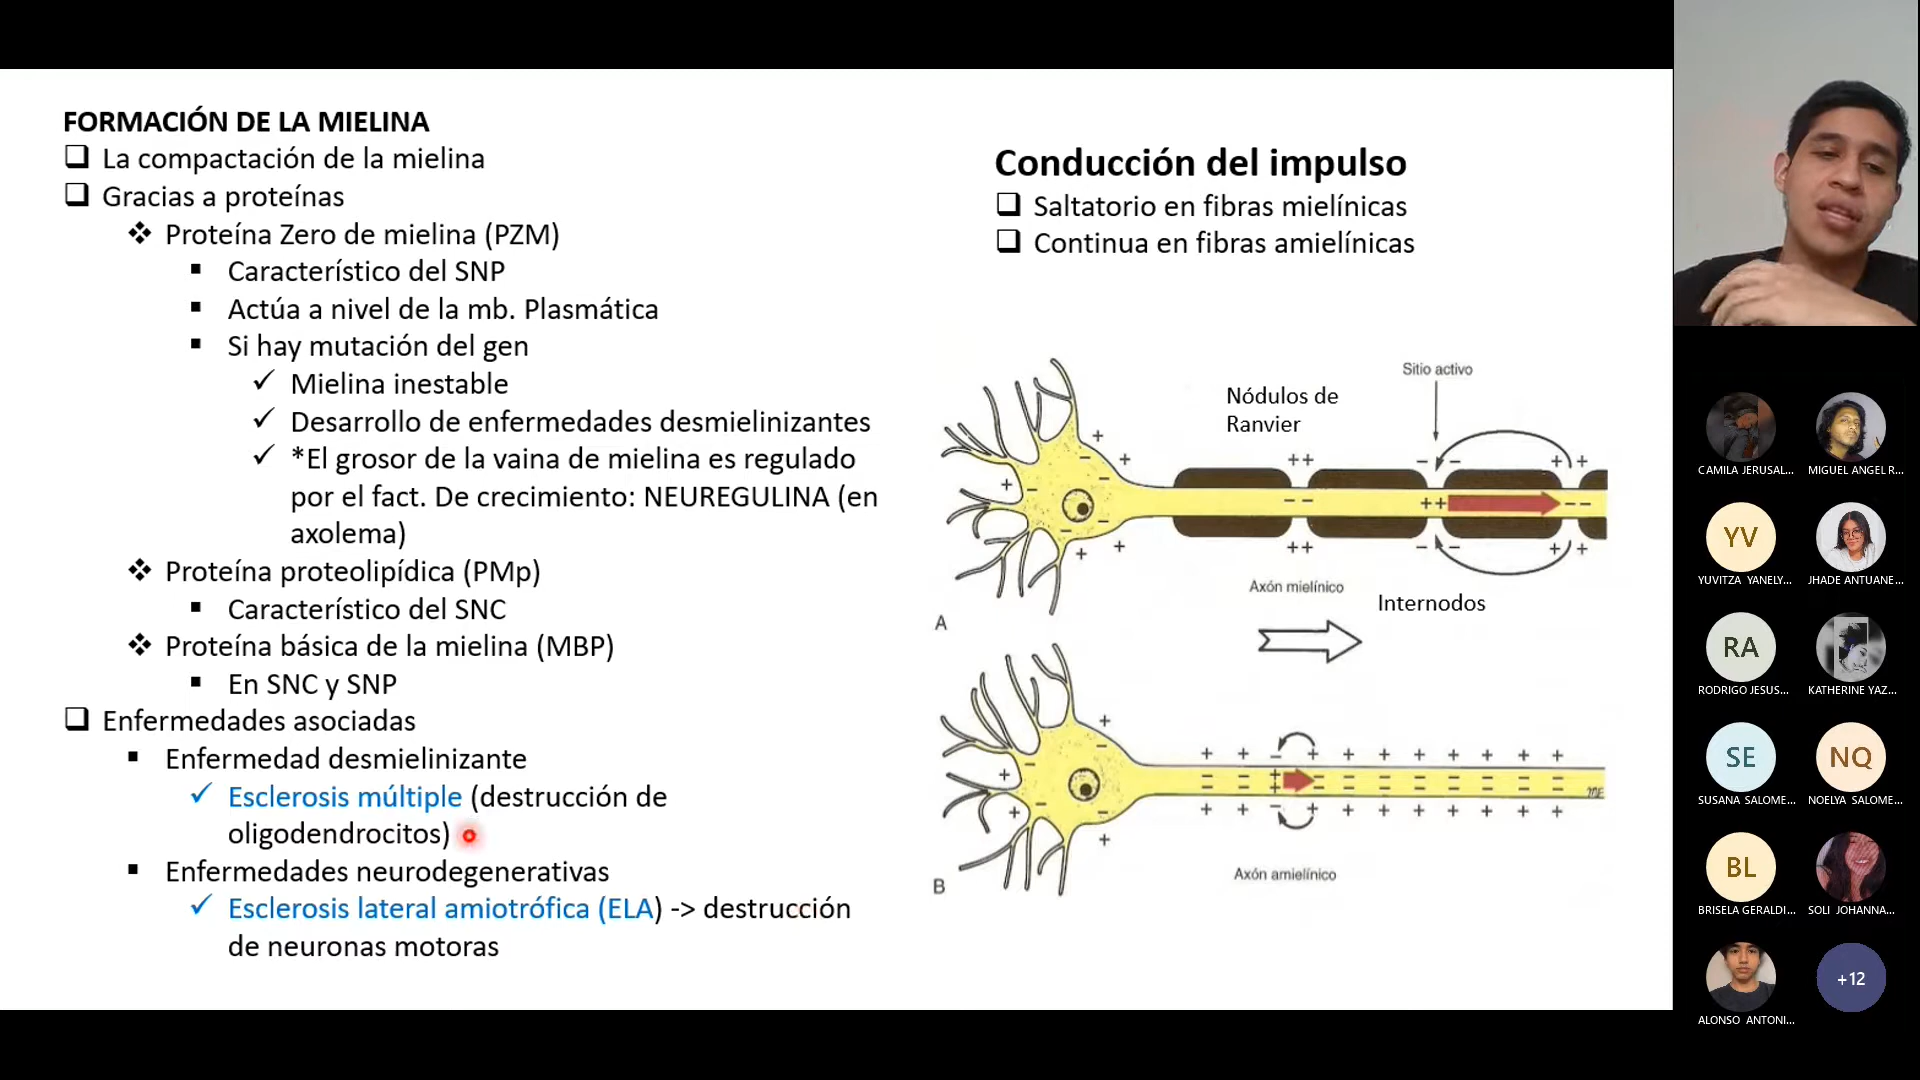 FORMACIÓN DE LA MIELINA
La compactación de la mielina
Gracias a proteínas
Proteína Zero de mielina (PZM)
Característico del SNP
Actúa a nivel de la mb. Plasmática
Si hay mutación del gen
Mielina inestable
Desarrollo de enfermedades desmielinizantes
*El grosor de la vaina de mielina es regulado
por el fact. De crecimiento: NEUREGULINA (en
axolema)
Proteína proteolipídica (PMp)
Característico del SNC
Proteína básica de la mielina (MBP)
En SNC y SNP
Enfermedades asociadas
Enfermedad desmielinizante
Esclerosis múltiple (destrucción de
oligodendrocitos)
Enfermedades neurodegenerativas
Esclerosis lateral amiotrófica (ELA) -> destrucción
de neuronas motoras
Conducción del impulso
Saltatorio en fibras mielínicas
Continua en fibras amielínicas
Sitio activo
Nódulos de
Ranvier
Axón mielínico
Internodos
A
B
Axón amielínico
CAMILA JERUSAL...
MIGUEL ANGEL R...
YV
YUVITZA YANELY...
JHADE ANTUANE...
RA
RODRIGO JESUS...
KATHERINE YAZ...
SE
SUSANA SALOME...
NQ
NOELYA SALOME...
BL
BRISELA GERALDI...
SOLI JOHANNA...
ALONSO ANTONI...
+12